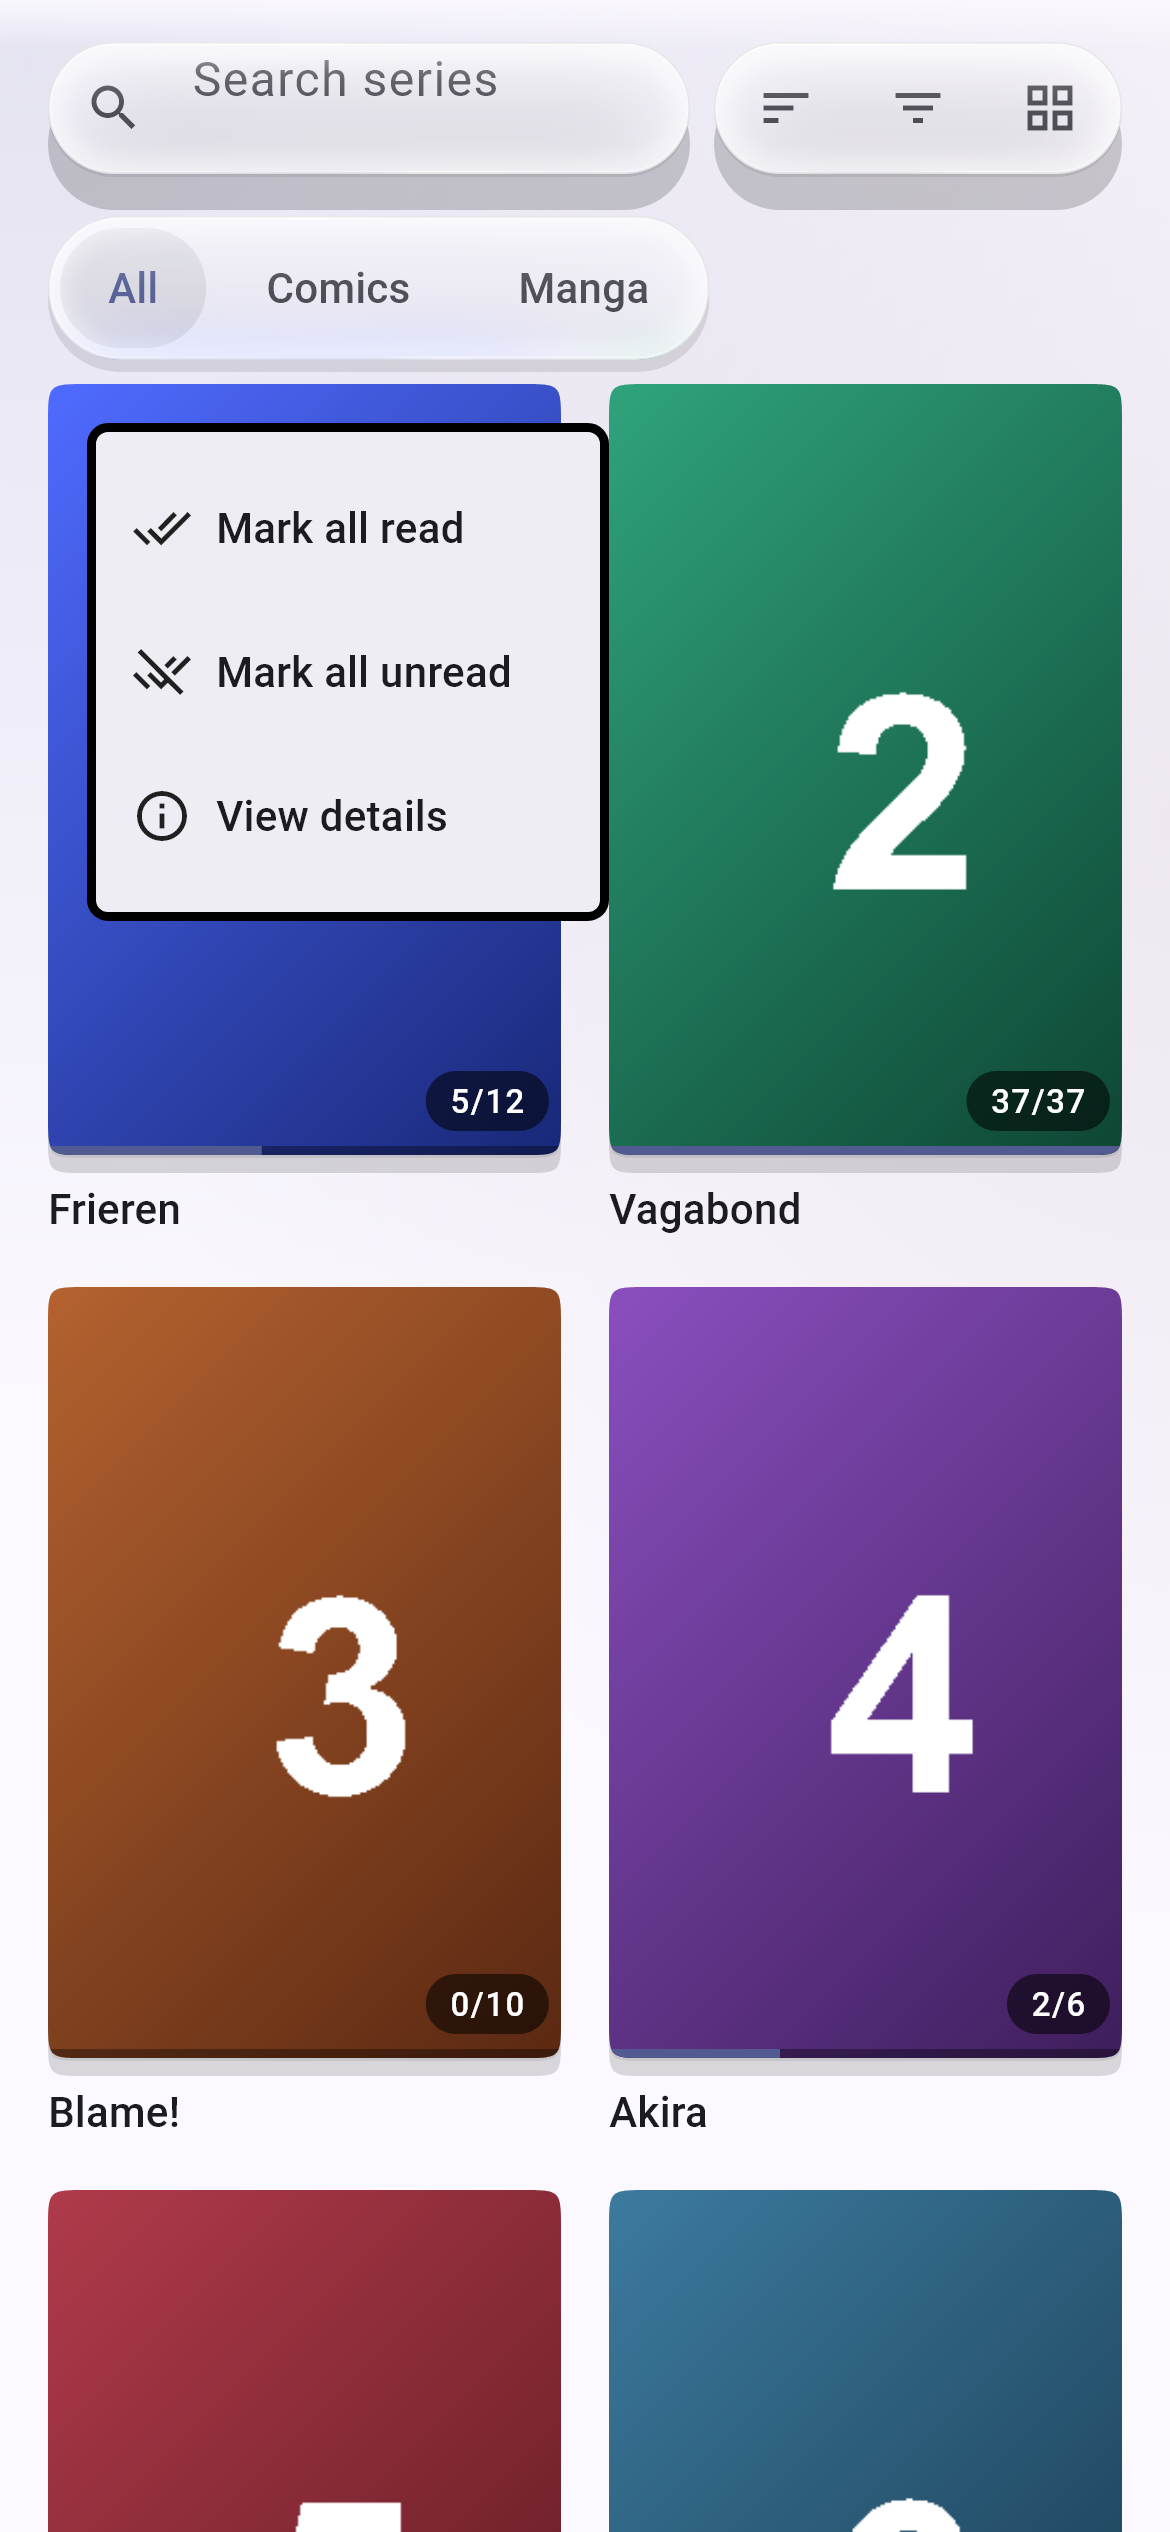 Search series
All Comics Manga
Mark all read
Mark all unread
View details
2
5/12
37/37
Frieren
Vagabond
3
4
0/10
2/6
Blame!
Akira